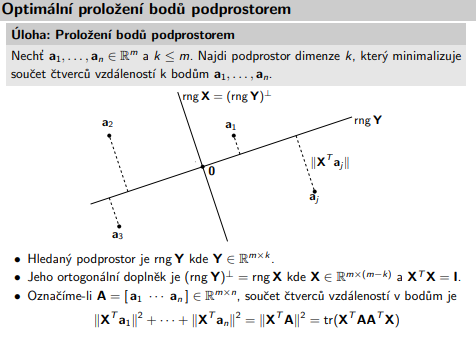 Optimální proložení bodů podprostorem
Úloha: Proložení bodů podprostorem
Nechť a₁, . . . , aₙ ∈ ℝᵐ a k ≤ m. Najdi podprostor dimenze k, který minimalizuje
součet čtverců vzdáleností k bodům a₁, . . . , aₙ.
rng X = (rng Y)⊥
a₂
a₁
rng Y
0
‖Xᵀaⱼ‖
aⱼ
a₃
• Hledaný podprostor je rng Y kde Y ∈ ℝᵐˣᵏ.
• Jeho ortogonální doplněk je (rng Y)⊥ = rng X kde X ∈ ℝᵐˣ⁽ᵐ⁻ᵏ⁾ a XᵀX = I.
• Označíme-li A = [ a₁ ··· aₙ ] ∈ ℝᵐˣⁿ, součet čtverců vzdáleností v bodům je
‖Xᵀa₁‖² + ··· + ‖Xᵀaₙ‖² = ‖XᵀA‖² = tr(XᵀAAᵀX)